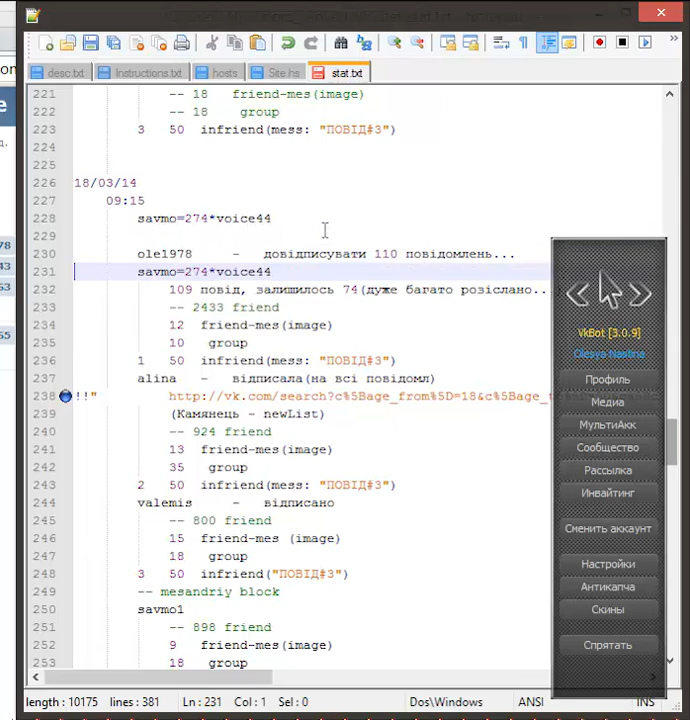 desc.txt Instructions.txt hosts Site.hs stat.txt
221 -- 18 friend-mes(image)
222 -- 18 group
223 3 50 infriend(mess: "ПОВІД#3")
224
225
226 18/03/14
227 09:15
228 savmo=274*voice44
229
230 ole1978 - довідписувати 110 повідомлень...
231 savmo=274*voice44
232 109 повід, залишилось 74(дуже багато розіслано..
233 -- 2433 friend
234 12 friend-mes(image)
235 10 group
236 1 50 infriend(mess: "ПОВІД#3")
237 alina - відписала(на всі повідомл)
238 !!" http://vk.com/search?c%5Bage_from%5D=18&c%5Bage_t
239 (Камянець - newList)
240 -- 924 friend
241 13 friend-mes(image)
242 35 group
243 2 50 infriend(mess: "ПОВІД#3")
244 valemis - відписано
245 -- 800 friend
246 15 friend-mes (image)
247 18 group
248 3 50 infriend("ПОВІД#3")
249 -- mesandriy block
250 savmo1
251 -- 898 friend
252 9 friend-mes(image)
253 18 group
VkBot [3.0.9]
Olesya Nasilna
Профиль
Медиа
МультиАкк
Сообщество
Рассылка
Инвайтинг
Сменить аккаунт
Настройки
Антикапча
Скины
Спрятать
length : 10175 lines : 381 Ln : 231 Col : 1 Sel : 0 Dos\Windows ANSI INS
78
43
63
55